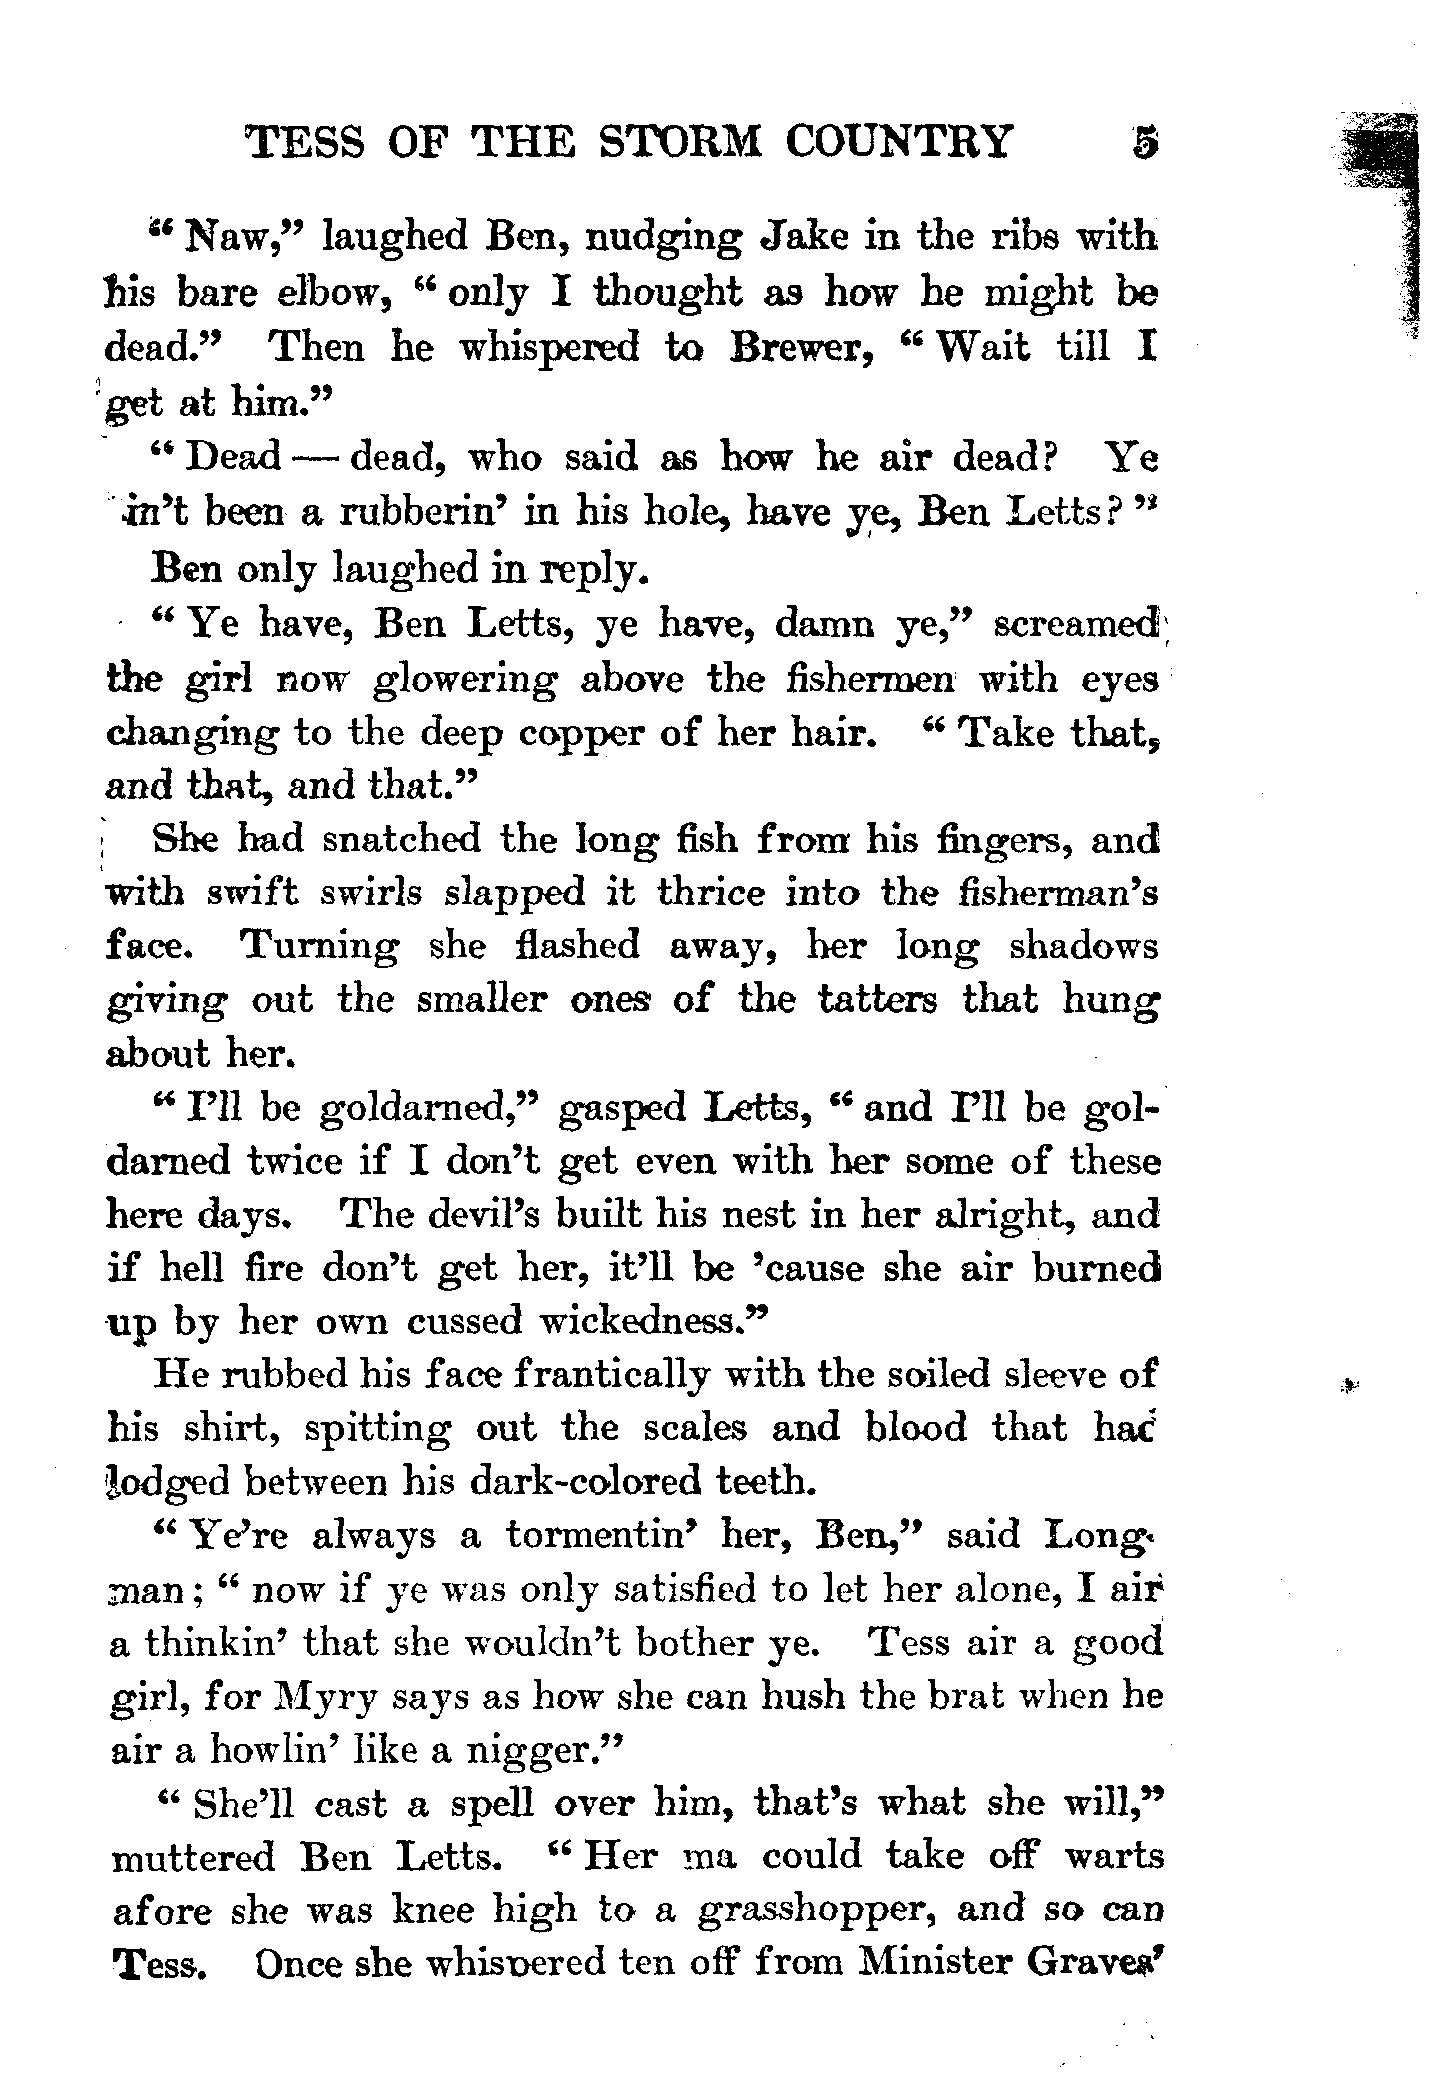 TESS OF THE STORM COUNTRY 5
“ Naw,” laughed Ben, nudging Jake in the ribs with
his bare elbow, “ only I thought as how he might be
dead.” Then he whispered to Brewer, “ Wait till I
get at him.”
“ Dead — dead, who said as how he air dead? Ye
in’t been a rubberin’ in his hole, have ye, Ben Letts? ”
Ben only laughed in reply.
“ Ye have, Ben Letts, ye have, damn ye,” screamed
the girl now glowering above the fishermen with eyes
changing to the deep copper of her hair. “ Take that,
and that, and that.”
She had snatched the long fish from his fingers, and
with swift swirls slapped it thrice into the fisherman’s
face. Turning she flashed away, her long shadows
giving out the smaller ones of the tatters that hung
about her.
“ I’ll be goldarned,” gasped Letts, “ and I’ll be gol-
darned twice if I don’t get even with her some of these
here days. The devil’s built his nest in her alright, and
if hell fire don’t get her, it’ll be ’cause she air burned
up by her own cussed wickedness.”
He rubbed his face frantically with the soiled sleeve of
his shirt, spitting out the scales and blood that had
lodged between his dark-colored teeth.
“ Ye’re always a tormentin’ her, Ben,” said Long-
man; “ now if ye was only satisfied to let her alone, I air
a thinkin’ that she wouldn’t bother ye. Tess air a good
girl, for Myry says as how she can hush the brat when he
air a howlin’ like a nigger.”
“ She’ll cast a spell over him, that’s what she will,”
muttered Ben Letts. “ Her ma could take off warts
afore she was knee high to a grasshopper, and so can
Tess. Once she whispered ten off from Minister Graves’